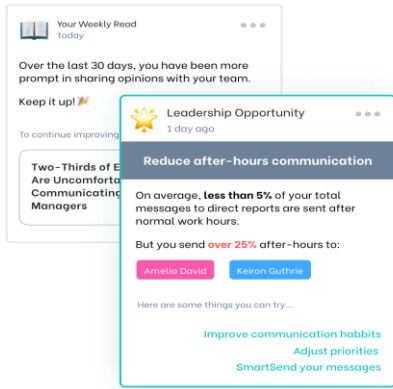 Your Weekly Read
today
Over the last 30 days, you have been more
prompt in sharing opinions with your team.
Keep it up!
To continue improving
Two-Thirds of E
Are Uncomforta
Communicating
Managers
Leadership Opportunity
1 day ago
Reduce after-hours communication
On average, less than 5% of your total
messages to direct reports are sent after
normal work hours.
But you send over 25% after-hours to:
Amelia David
Keiron Guthrie
Here are some things you can try...
Improve communication habbits
Adjust priorities
SmartSend your messages